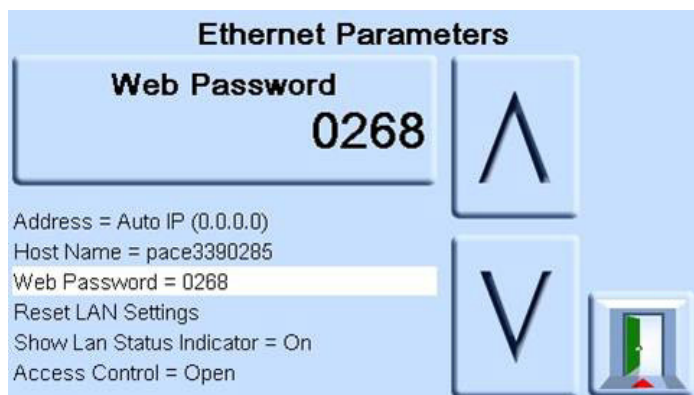 Ethernet Parameters
Web Password
0268
Address = Auto IP (0.0.0.0)
Host Name = pace3390285
Web Password = 0268
Reset LAN Settings
Show Lan Status Indicator = On
Access Control = Open